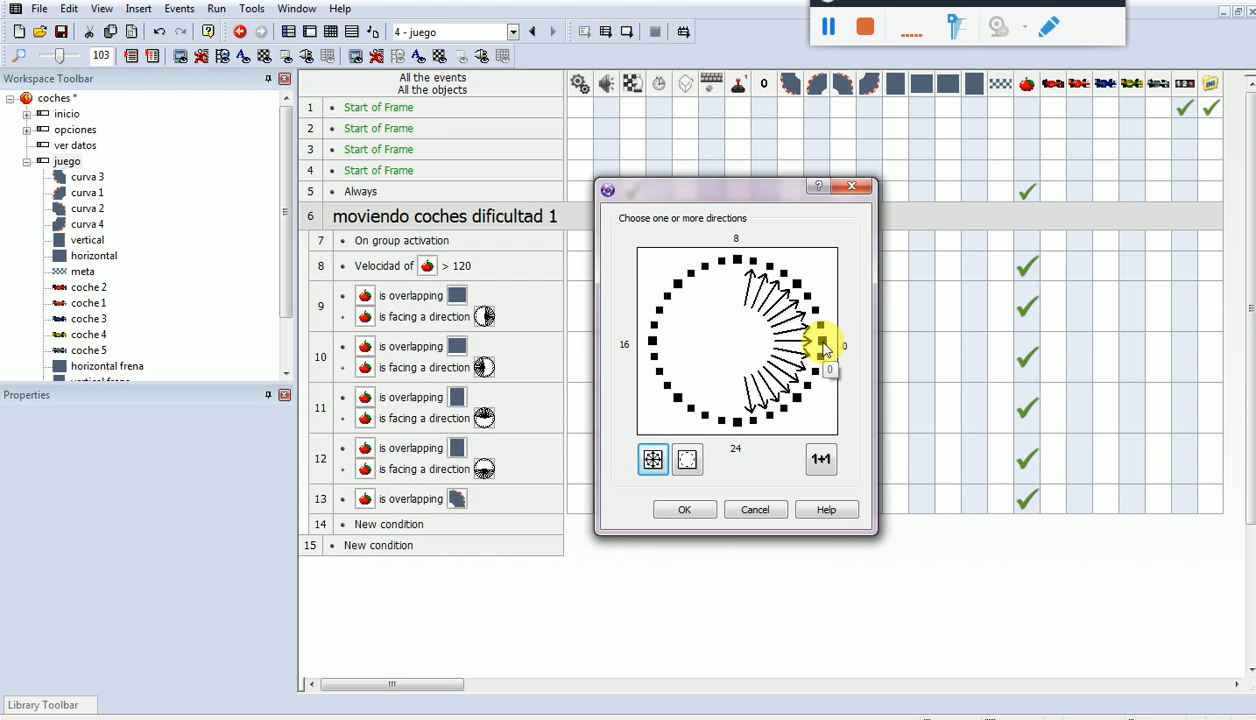 File Edit View Insert Events Run Tools Window Help
4 - juego
103
Workspace Toolbar
coches *
inicio
opciones
ver datos
juego
curva 3
curva 1
curva 2
curva 4
vertical
horizontal
meta
coche 2
coche 1
coche 3
coche 4
coche 5
horizontal frena
Properties
Library Toolbar
All the events
All the objects
1 • Start of Frame
2 • Start of Frame
3 • Start of Frame
4 • Start of Frame
5 • Always
6 moviendo coches dificultad 1
7 • On group activation
8 • Velocidad of > 120
9 • is overlapping
• is facing a direction
10 • is overlapping
• is facing a direction
11 • is overlapping
• is facing a direction
12 • is overlapping
• is facing a direction
13 • is overlapping
14 • New condition
15 • New condition
Choose one or more directions
8
16
0
0
24
1+1
OK Cancel Help